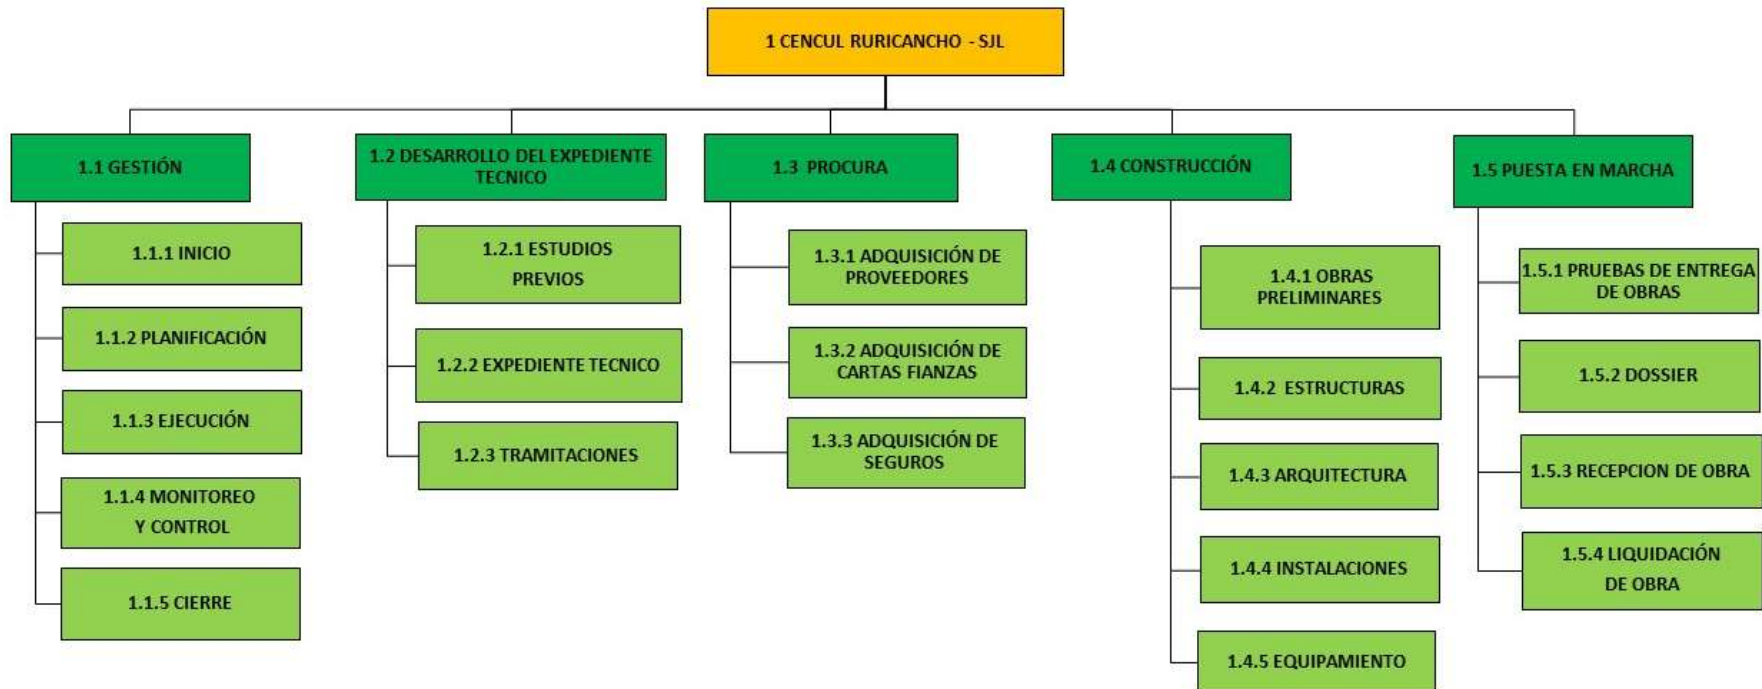 1 CENCUL RURICANCHO - SJL
1.1 GESTIÓN
1.1.1 INICIO
1.1.2 PLANIFICACIÓN
1.1.3 EJECUCIÓN
1.1.4 MONITOREO
Y CONTROL
1.1.5 CIERRE
1.2 DESARROLLO DEL EXPEDIENTE
TECNICO
1.2.1 ESTUDIOS
PREVIOS
1.2.2 EXPEDIENTE TECNICO
1.2.3 TRAMITACIONES
1.3 PROCURA
1.3.1 ADQUISICIÓN DE
PROVEEDORES
1.3.2 ADQUISICIÓN DE
CARTAS FIANZAS
1.3.3 ADQUISICIÓN DE
SEGUROS
1.4 CONSTRUCCIÓN
1.4.1 OBRAS
PRELIMINARES
1.4.2 ESTRUCTURAS
1.4.3 ARQUITECTURA
1.4.4 INSTALACIONES
1.4.5 EQUIPAMIENTO
1.5 PUESTA EN MARCHA
1.5.1 PRUEBAS DE ENTREGA
DE OBRAS
1.5.2 DOSSIER
1.5.3 RECEPCION DE OBRA
1.5.4 LIQUIDACIÓN
DE OBRA